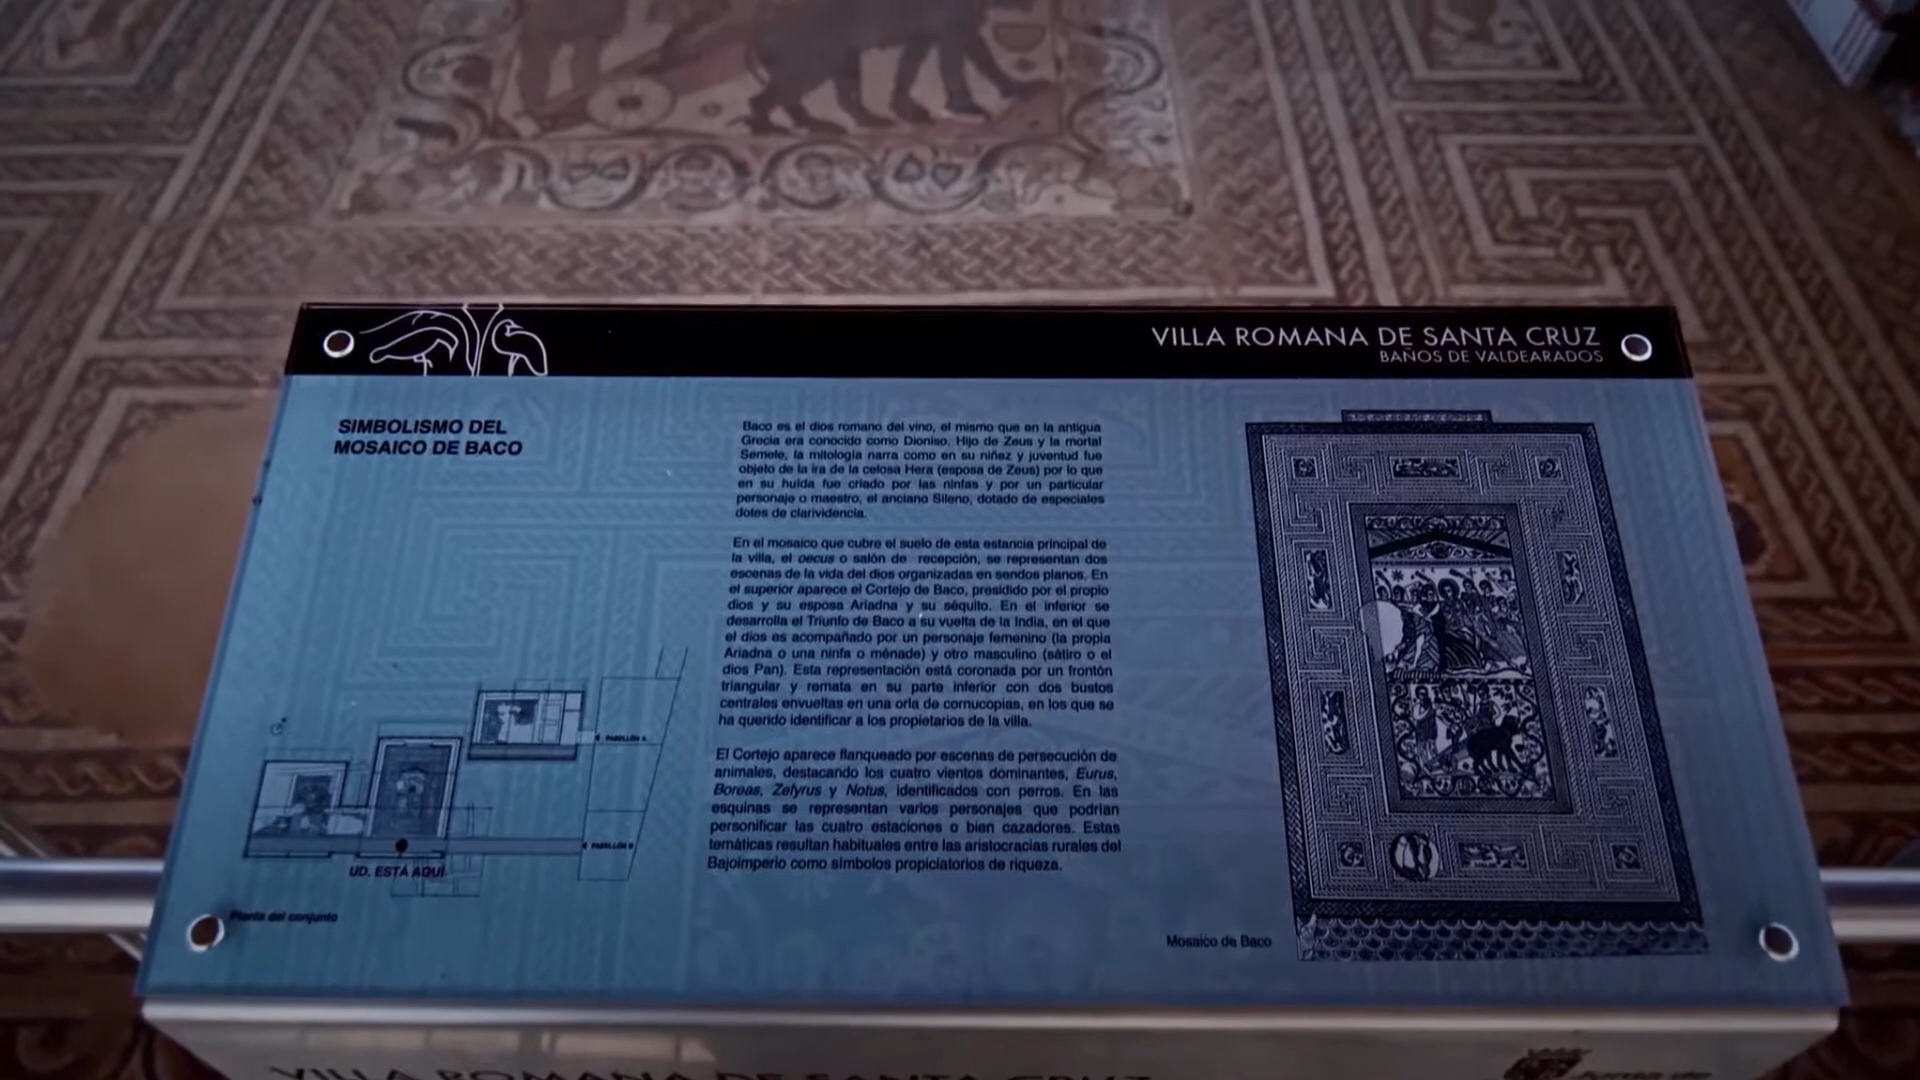 VILLA ROMANA DE SANTA CRUZ
BAÑOS DE VALDEARADOS
SIMBOLISMO DEL
MOSAICO DE BACO
Baco es el dios romano del vino, el mismo que en la antigua
Grecia era conocido como Dioniso. Hijo de Zeus y la mortal
Semele, la mitología narra como en su niñez y juventud fue
objeto de la ira de la celosa Hera (esposa de Zeus) por lo que
en su huída fue criado por las ninfas y por un particular
personaje o maestro, el anciano Sileno, dotado de especiales
dotes de clarividencia.
En el mosaico que cubre el suelo de esta estancia principal de
la villa, el oecus o salón de recepción, se representan dos
escenas de la vida del dios organizadas en sendos planos. En
el superior aparece el Cortejo de Baco, presidido por el propio
dios y su esposa Ariadna y su séquito. En el inferior se
desarrolla el Triunfo de Baco a su vuelta de la India, en el que
el dios es acompañado por un personaje femenino (la propia
Ariadna o una ninfa o ménade) y otro masculino (sátiro o el
dios Pan). Esta representación está coronada por un frontón
triangular y remata en su parte inferior con dos bustos
centrales envueltas en una orla de cornucopias, en los que se
ha querido identificar a los propietarios de la villa.
El Cortejo aparece flanqueado por escenas de persecución de
animales, destacando los cuatro vientos dominantes, Eurus,
Boreas, Zefyrus y Notus, identificados con perros. En las
esquinas se representan varios personajes que podrían
personificar las cuatro estaciones o bien cazadores. Estas
temáticas resultan habituales entre las aristocracias rurales del
Bajoimperio como símbolos propiciatorios de riqueza.
PABELLÓN A
PABELLÓN B
UD. ESTÁ AQUÍ
Planta del conjunto
Mosaico de Baco
VILLA ROMANA DE SANTA CRUZ
Junta de